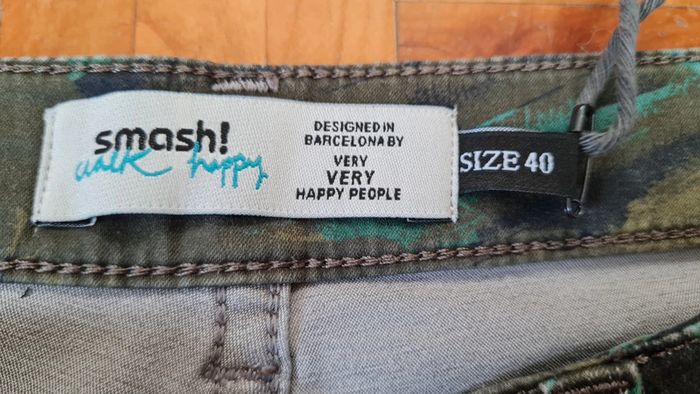 smash!
walk happy
DESIGNED IN
BARCELONA BY
VERY
VERY
HAPPY PEOPLE
SIZE 40